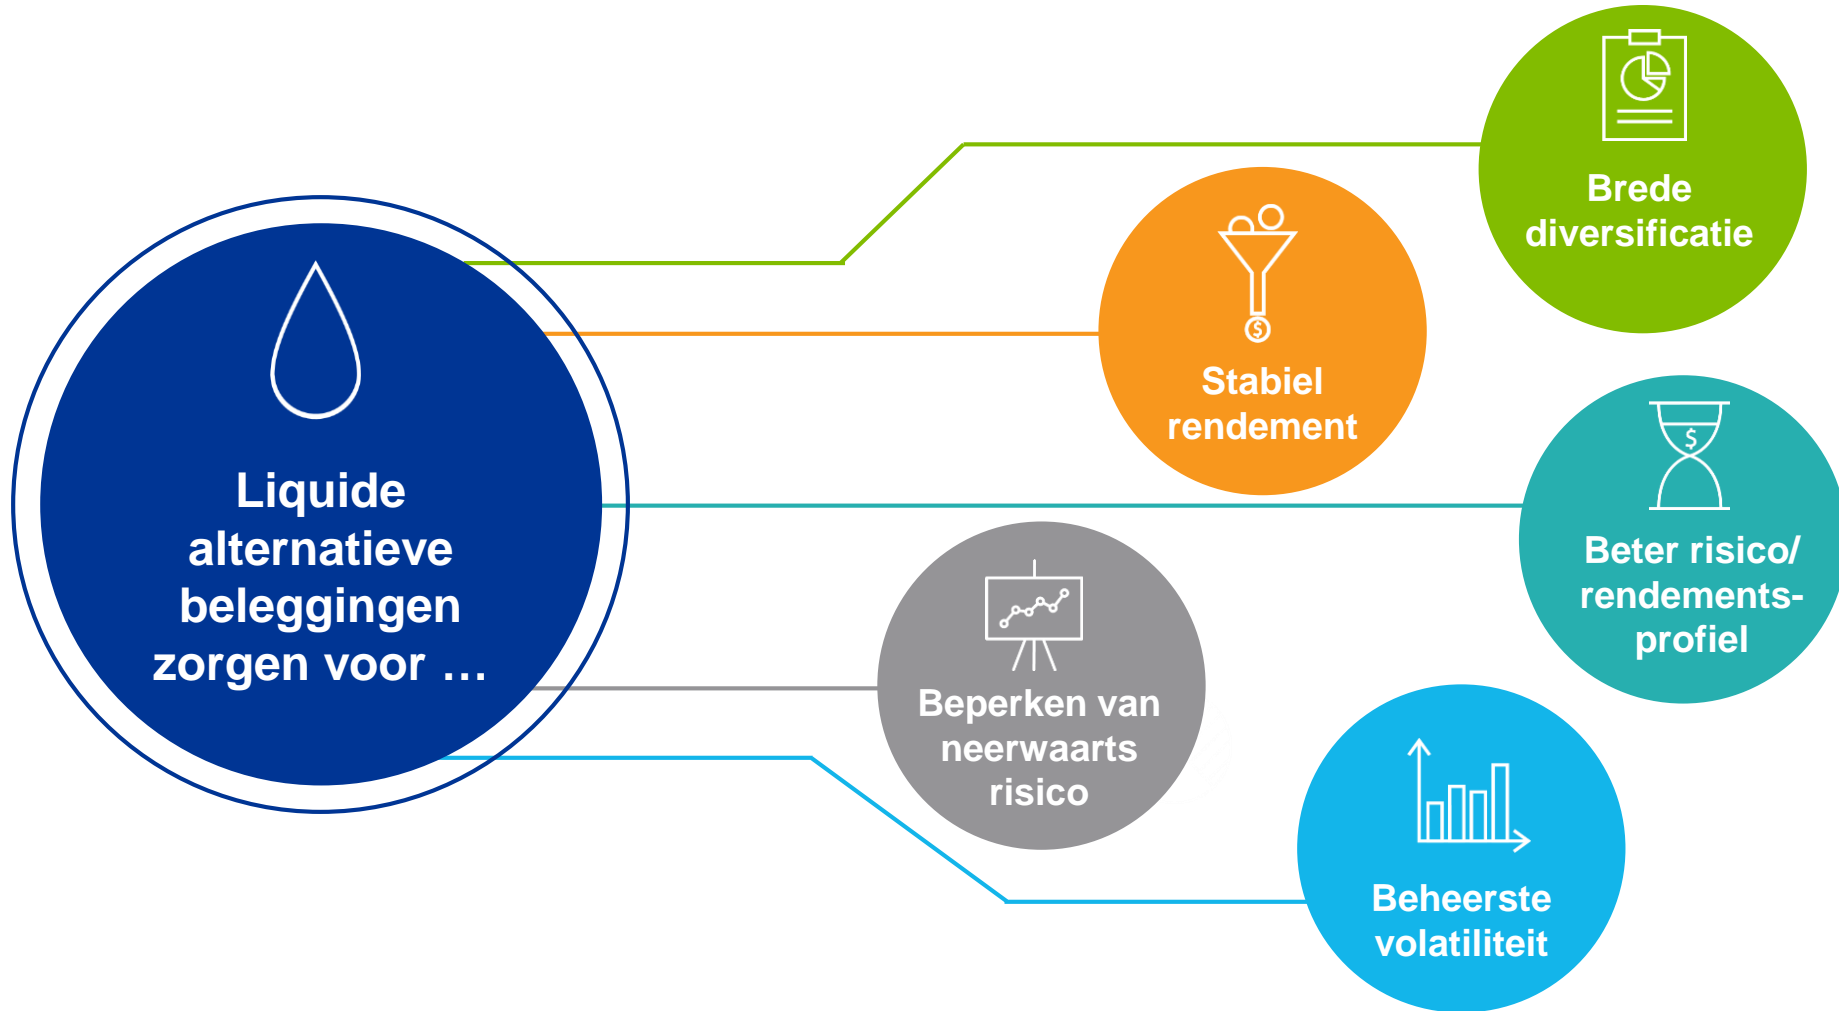 Liquide
alternatieve
beleggingen
zorgen voor …
Brede
diversificatie
$
Stabiel
rendement
$
Beter risico/
rendements-
profiel
Beperken van
neerwaarts
risico
Beheerste
volatiliteit